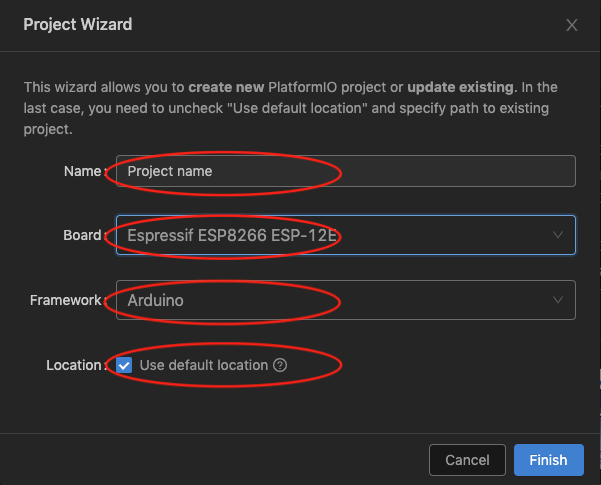 Project Wizard
This wizard allows you to create new PlatformIO project or update existing. In the
last case, you need to uncheck "Use default location" and specify path to existing
project.
Name: Project name
Board: Espressif ESP8266 ESP-12E
Framework: Arduino
Location: Use default location
Cancel Finish